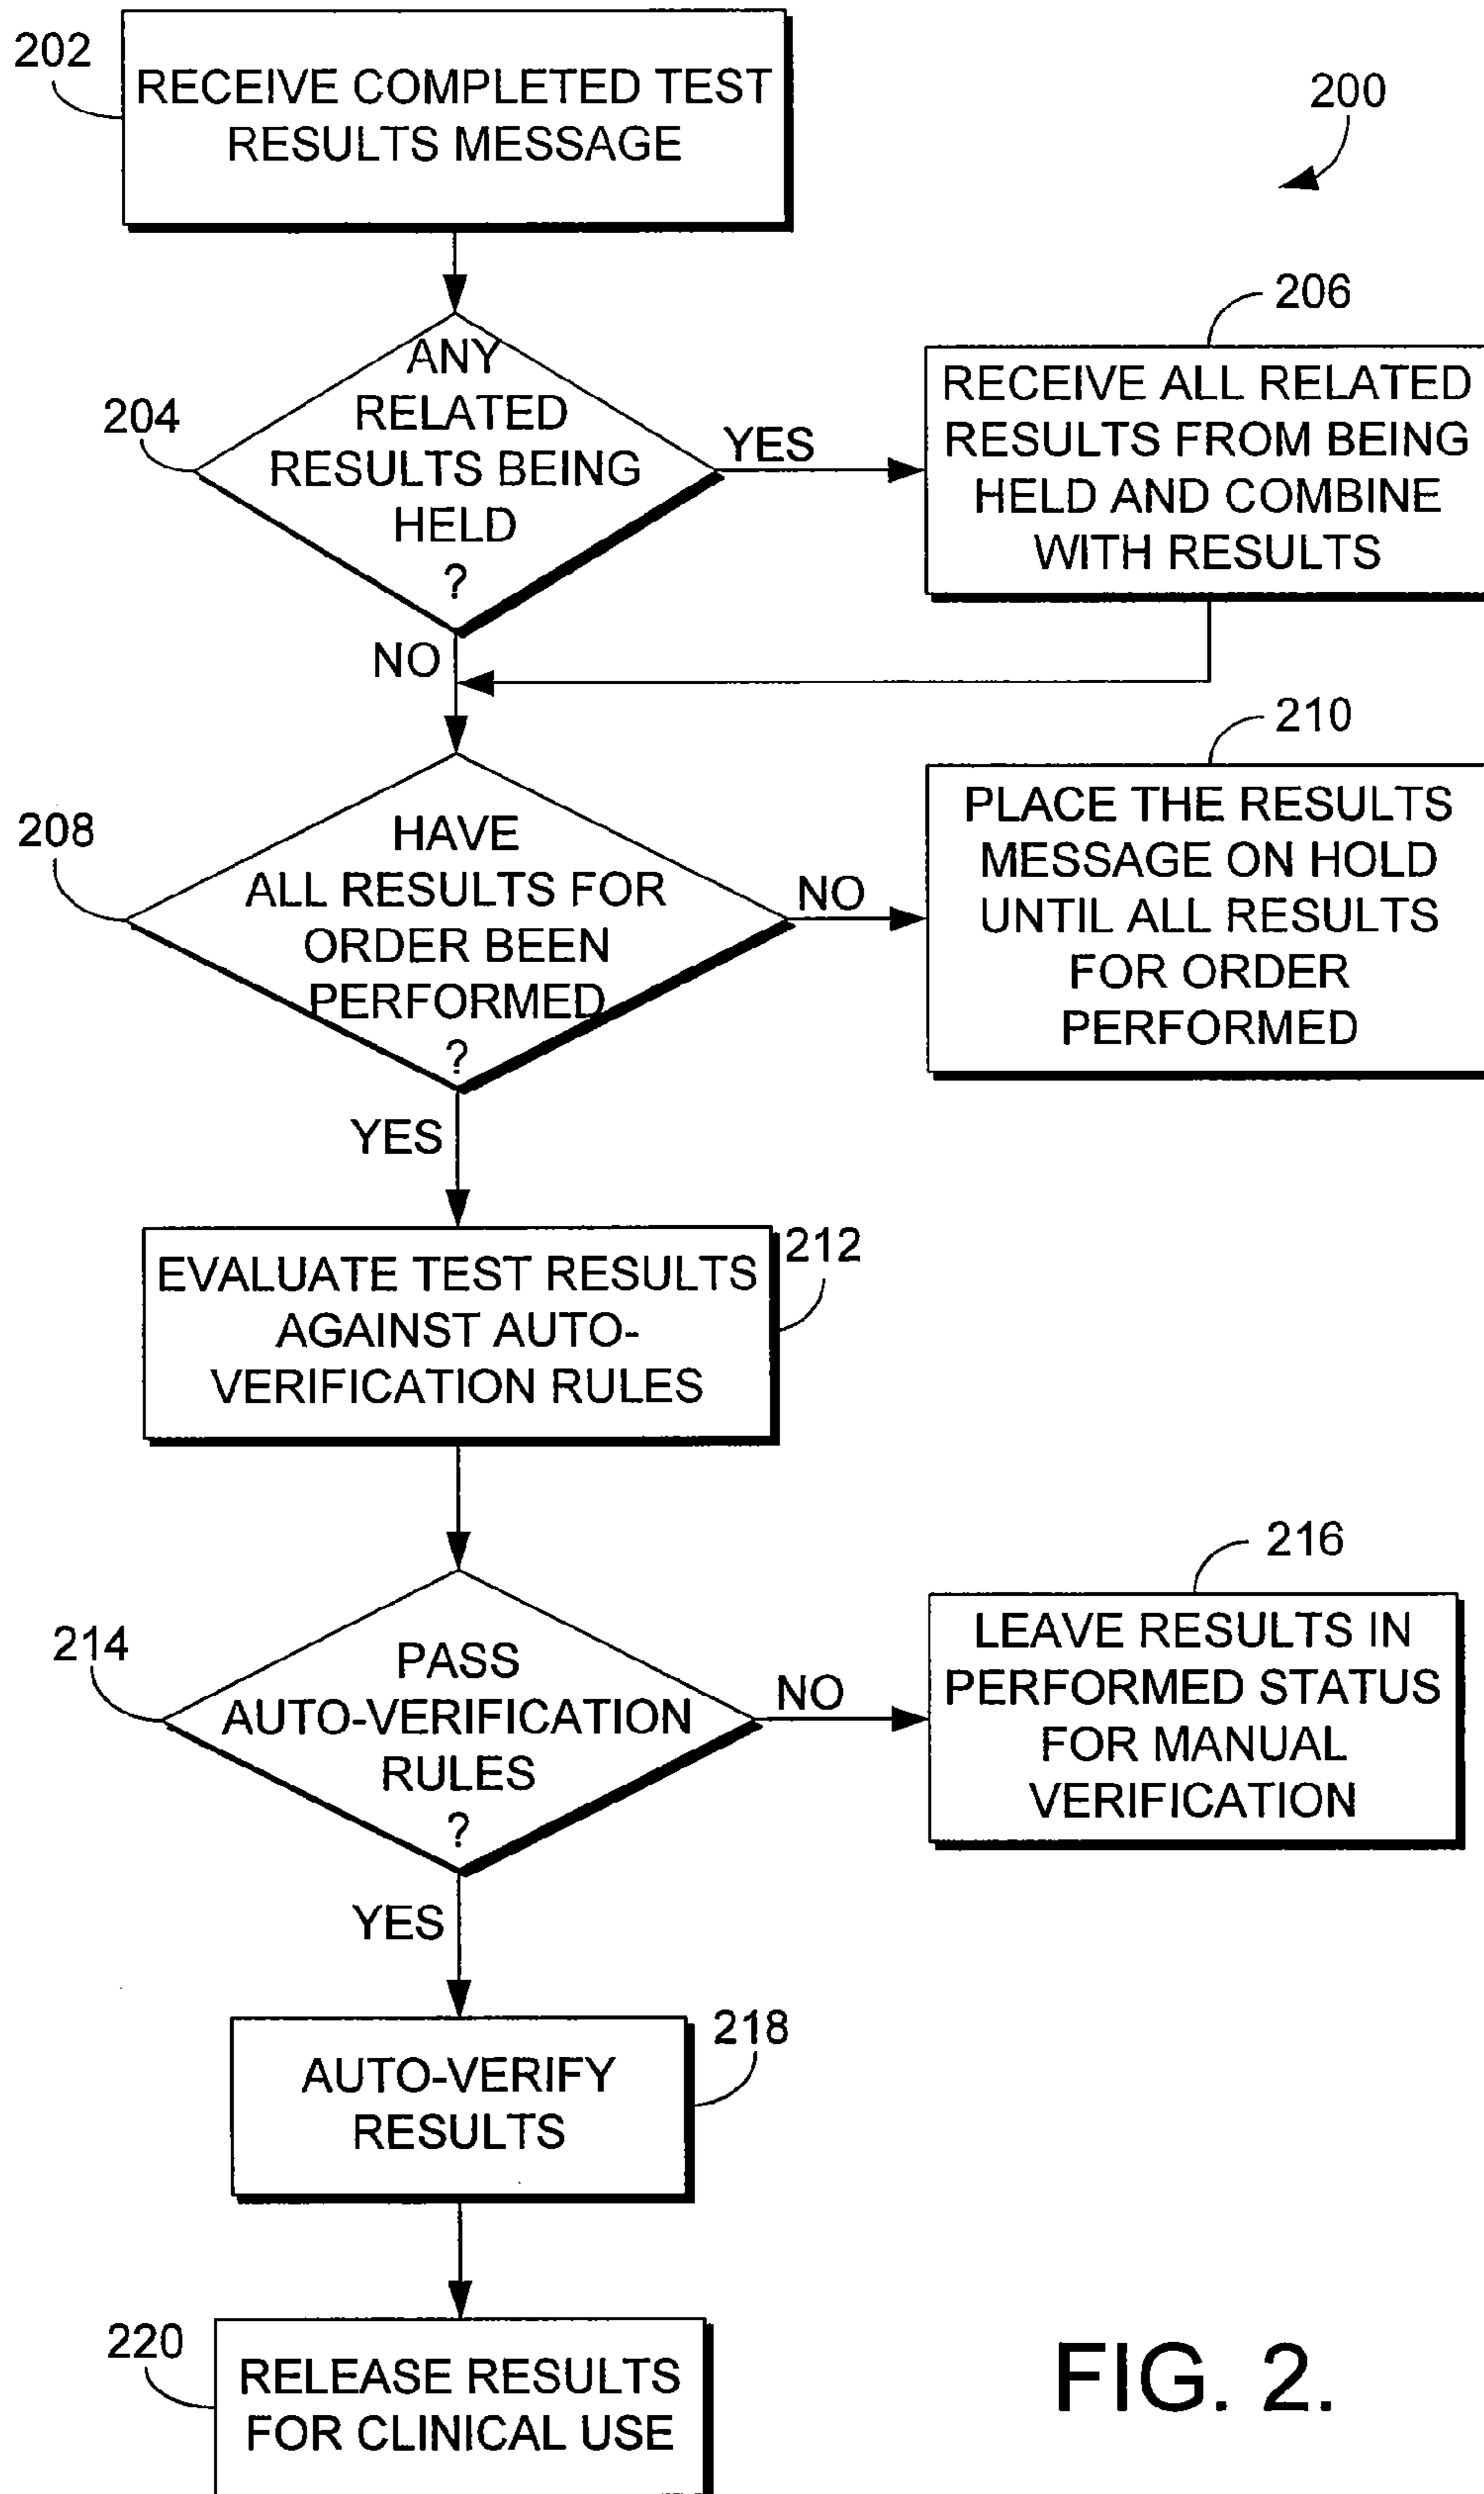 202
RECEIVE COMPLETED TEST
RESULTS MESSAGE
200
206
204
ANY
RELATED
RESULTS BEING
HELD
?
YES
RECEIVE ALL RELATED
RESULTS FROM BEING
HELD AND COMBINE
WITH RESULTS
NO
210
208
HAVE
ALL RESULTS FOR
ORDER BEEN
PERFORMED
?
NO
PLACE THE RESULTS
MESSAGE ON HOLD
UNTIL ALL RESULTS
FOR ORDER
PERFORMED
YES
EVALUATE TEST RESULTS
AGAINST AUTO-
VERIFICATION RULES
212
216
214
PASS
AUTO-VERIFICATION
RULES
?
NO
LEAVE RESULTS IN
PERFORMED STATUS
FOR MANUAL
VERIFICATION
YES
AUTO-VERIFY
RESULTS
218
220
RELEASE RESULTS
FOR CLINICAL USE
FIG. 2.